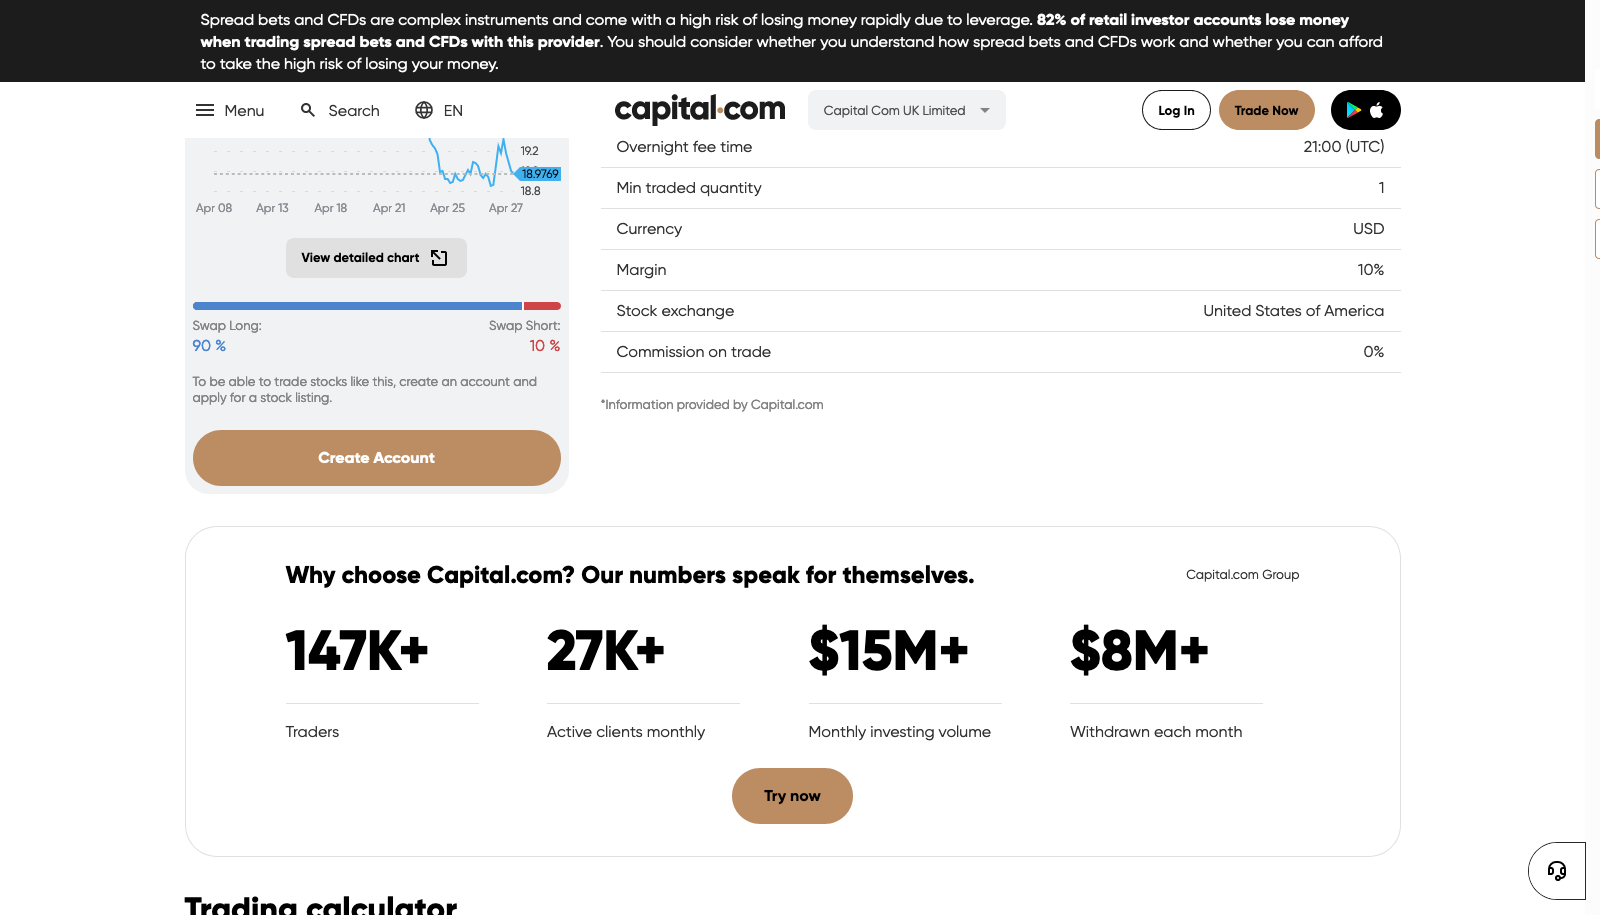 Spread bets and CFDs are complex instruments and come with a high risk of losing money rapidly due to leverage. 82% of retail investor accounts lose money
when trading spread bets and CFDs with this provider. You should consider whether you understand how spread bets and CFDs work and whether you can afford
to take the high risk of losing your money.
Menu
Search
EN
capital.com
Capital Com UK Limited
Log In
Trade Now
19.2
18.9769
18.8
Apr 08
Apr 13
Apr 18
Apr 21
Apr 25
Apr 27
View detailed chart
Swap Long:
Swap Short:
90 %
10 %
To be able to trade stocks like this, create an account and
apply for a stock listing.
Create Account
Overnight fee time 21:00 (UTC)
Min traded quantity 1
Currency USD
Margin 10%
Stock exchange United States of America
Commission on trade 0%
*Information provided by Capital.com
Why choose Capital.com? Our numbers speak for themselves.
Capital.com Group
147K+
Traders
27K+
Active clients monthly
$15M+
Monthly investing volume
$8M+
Withdrawn each month
Try now
Trading calculator